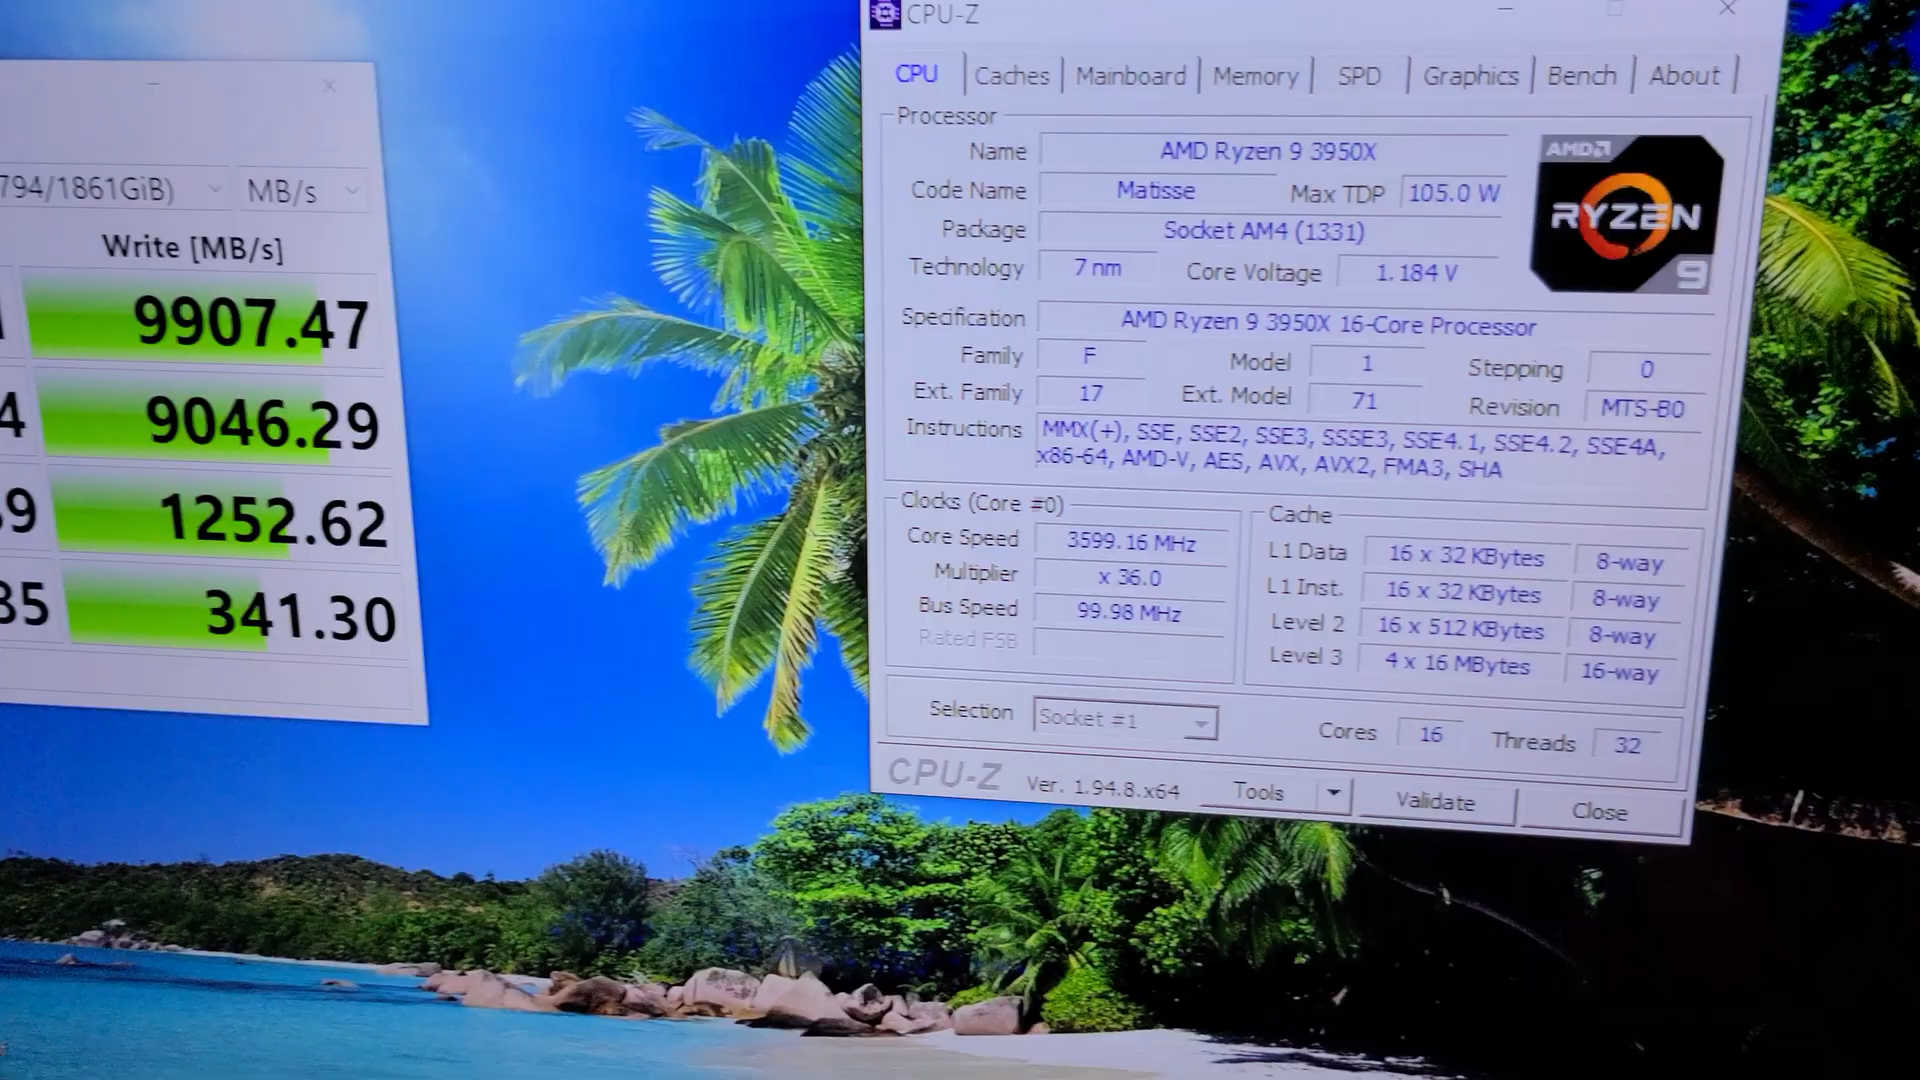 794/1861GiB)
MB/s
Write [MB/s]
9907.47
4
9046.29
9
1252.62
35
341.30
CPU-Z
CPU
Caches
Mainboard
Memory
SPD
Graphics
Bench
About
Processor
Name
AMD Ryzen 9 3950X
Code Name
Matisse
Max TDP
105.0 W
Package
Socket AM4 (1331)
Technology
7 nm
Core Voltage
1.184 V
AMD
RYZEN
9
Specification
AMD Ryzen 9 3950X 16-Core Processor
Family
F
Model
1
Stepping
0
Ext. Family
17
Ext. Model
71
Revision
MTS-B0
Instructions
MMX(+), SSE, SSE2, SSE3, SSSE3, SSE4.1, SSE4.2, SSE4A,
x86-64, AMD-V, AES, AVX, AVX2, FMA3, SHA
Clocks (Core #0)
Core Speed
3599.16 MHz
Multiplier
x 36.0
Bus Speed
99.98 MHz
Rated FSB
Cache
L1 Data
16 x 32 KBytes
8-way
L1 Inst.
16 x 32 KBytes
8-way
Level 2
16 x 512 KBytes
8-way
Level 3
4 x 16 MBytes
16-way
Selection
Socket #1
Cores
16
Threads
32
CPU-Z
Ver. 1.94.8.x64
Tools
Validate
Close